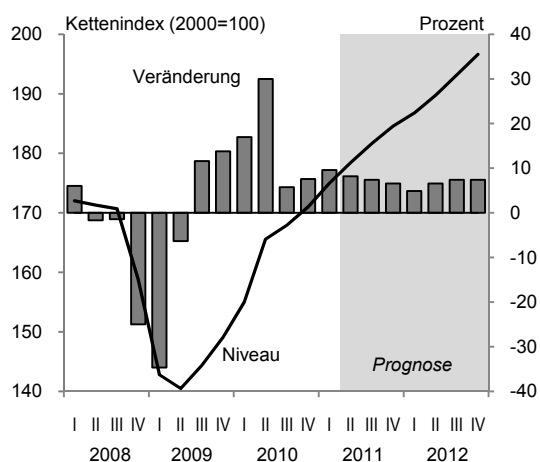 Kettenindex (2000=100) Prozent
200 40
Veränderung
190 30
180 20
170 10
160 0
150 -10
140 -20
-30
-40
Niveau
Prognose
I II III IV I II III IV I II III IV I II III IV I II III IV
2008 2009 2010 2011 2012